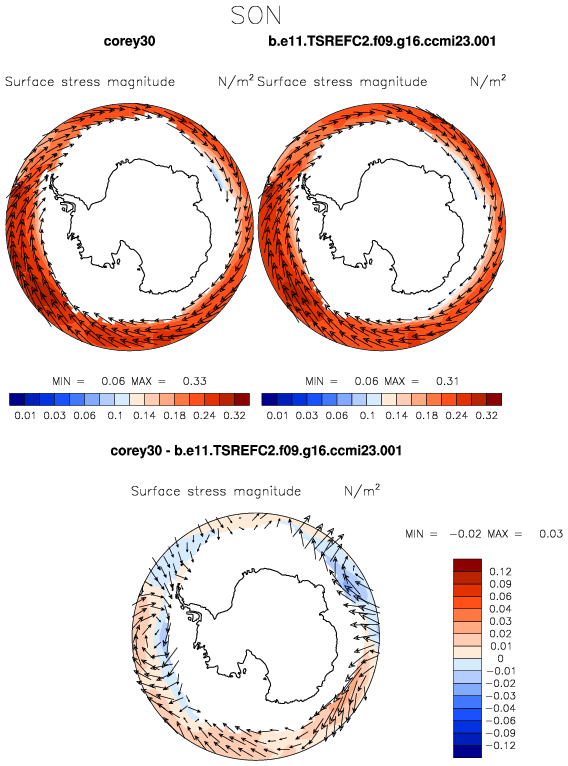 SON
corey30 b.e11.TSREFC2.f09.g16.ccmi23.001
Surface stress magnitude N/m² Surface stress magnitude N/m²
MIN = 0.06 MAX = 0.33 MIN = 0.06 MAX = 0.31
0.01 0.03 0.06 0.1 0.14 0.18 0.24 0.32 0.01 0.03 0.06 0.1 0.14 0.18 0.24 0.32
corey30 - b.e11.TSREFC2.f09.g16.ccmi23.001
Surface stress magnitude N/m²
MIN = -0.02 MAX = 0.03
0.12
0.09
0.06
0.04
0.03
0.02
0.01
0
-0.01
-0.02
-0.03
-0.04
-0.06
-0.09
-0.12